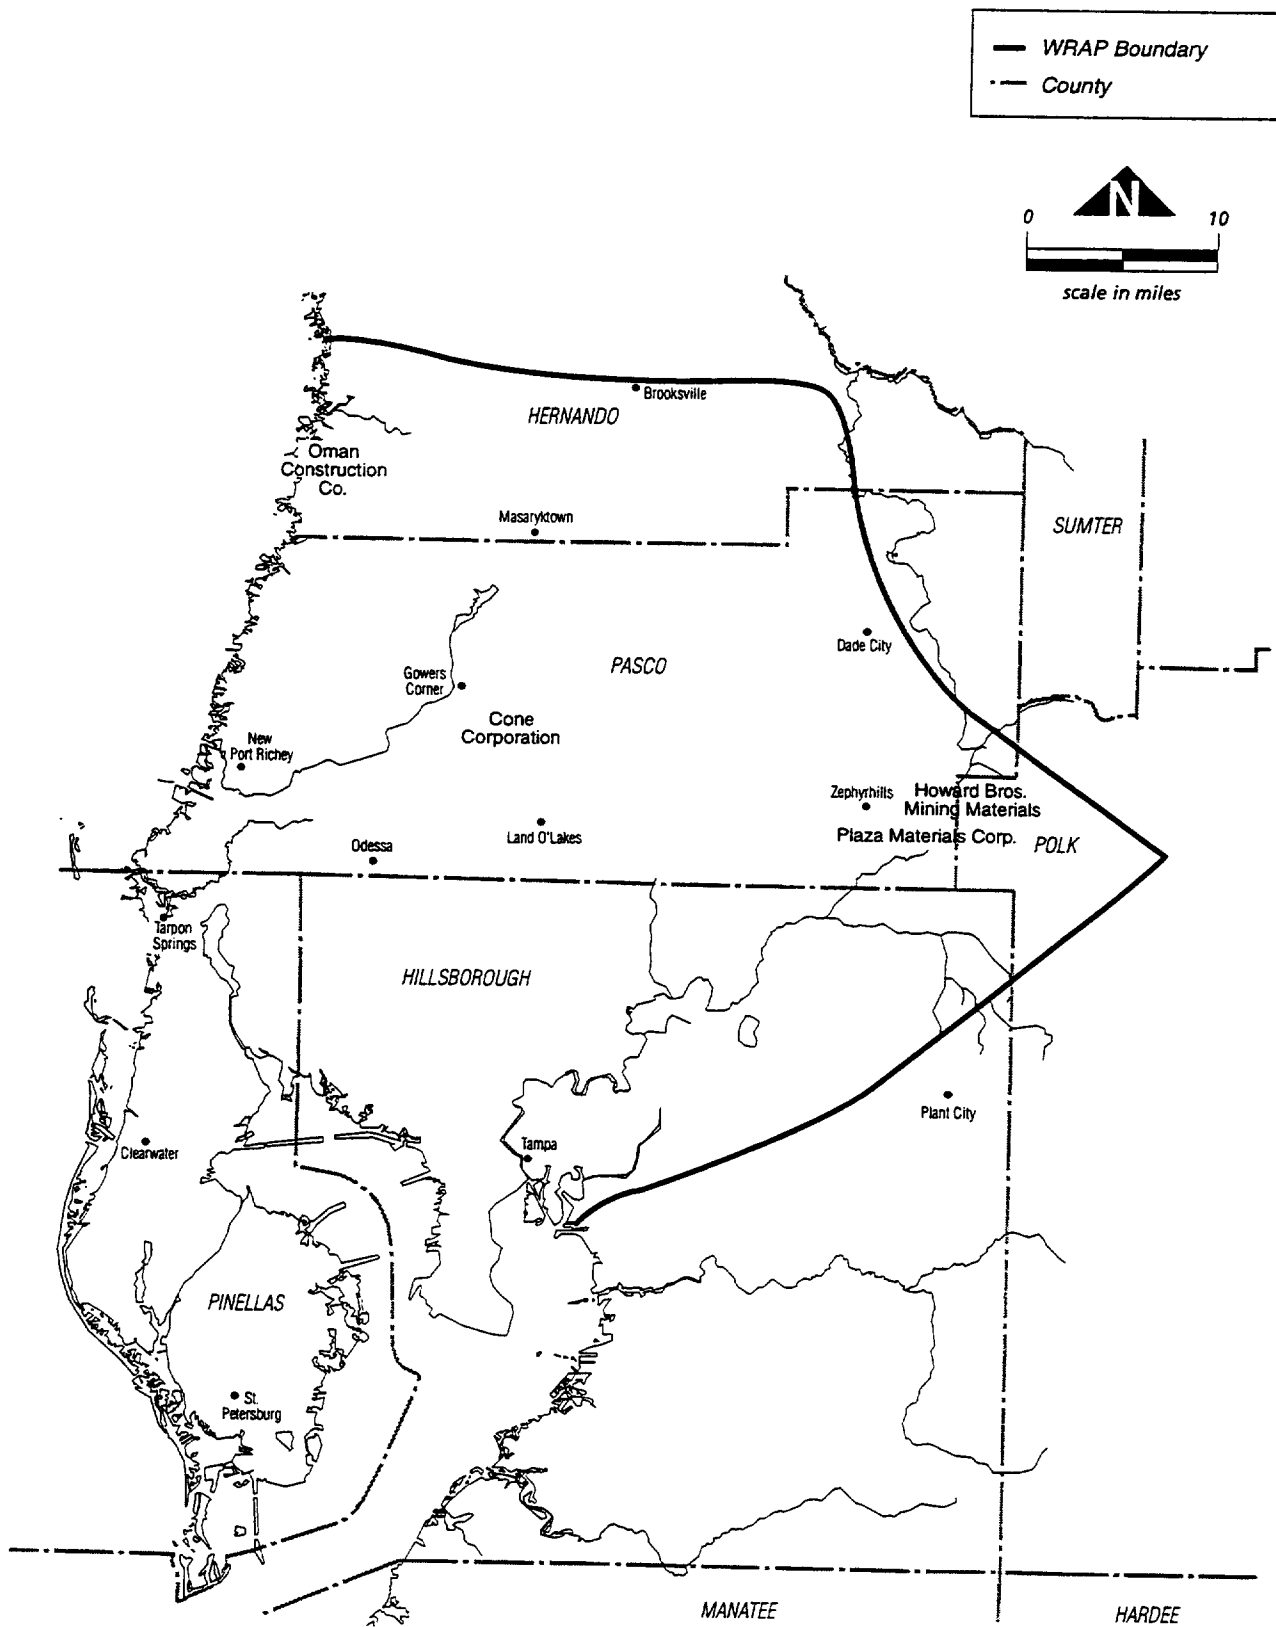 WRAP Boundary
County
N
0 10
scale in miles
Brooksville
HERNANDO
Oman
Construction
Co.
Masaryktown
SUMTER
Dade City
PASCO
Gowers
Corner
Cone
Corporation
New
Port Richey
Zephyrhills
Howard Bros.
Mining Materials
Plaza Materials Corp.
POLK
Land O'Lakes
Odessa
Tarpon
Springs
HILLSBOROUGH
Plant City
Clearwater
Tampa
PINELLAS
St.
Petersburg
MANATEE
HARDEE